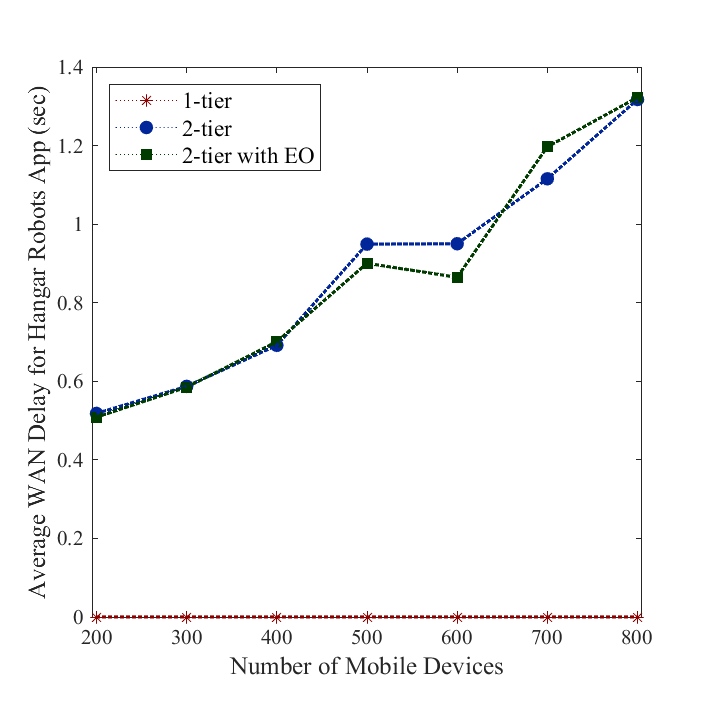 1.4
1.2
1
0.8
0.6
0.4
0.2
0
Average WAN Delay for Hangar Robots App (sec)
1-tier
2-tier
2-tier with EO
200 300 400 500 600 700 800
Number of Mobile Devices